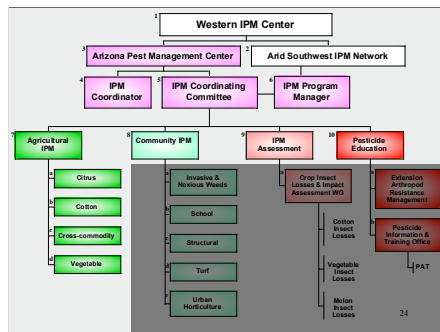 1
Western IPM Center
3
Arizona Pest Management Center
2
Arid Southwest IPM Network
4
IPM
Coordinator
5
IPM Coordinating
Committee
6
IPM Program
Manager
7
Agricultural
IPM
8
Community IPM
9
IPM
Assessment
10
Pesticide
Education
a
Citrus
b
Cotton
c
Cross-commodity
d
Vegetable
a
Invasive &
Noxious Weeds
b
School
c
Structural
d
Turf
e
Urban
Horticulture
a
Crop Insect
Losses & Impact
Assessment WG
Cotton
Insect
Losses
Vegetable
Insect
Losses
Melon
Insect
Losses
a
Extension
Arthropod
Resistance
Management
b
Pesticide
Information &
Training Office
PAT
24